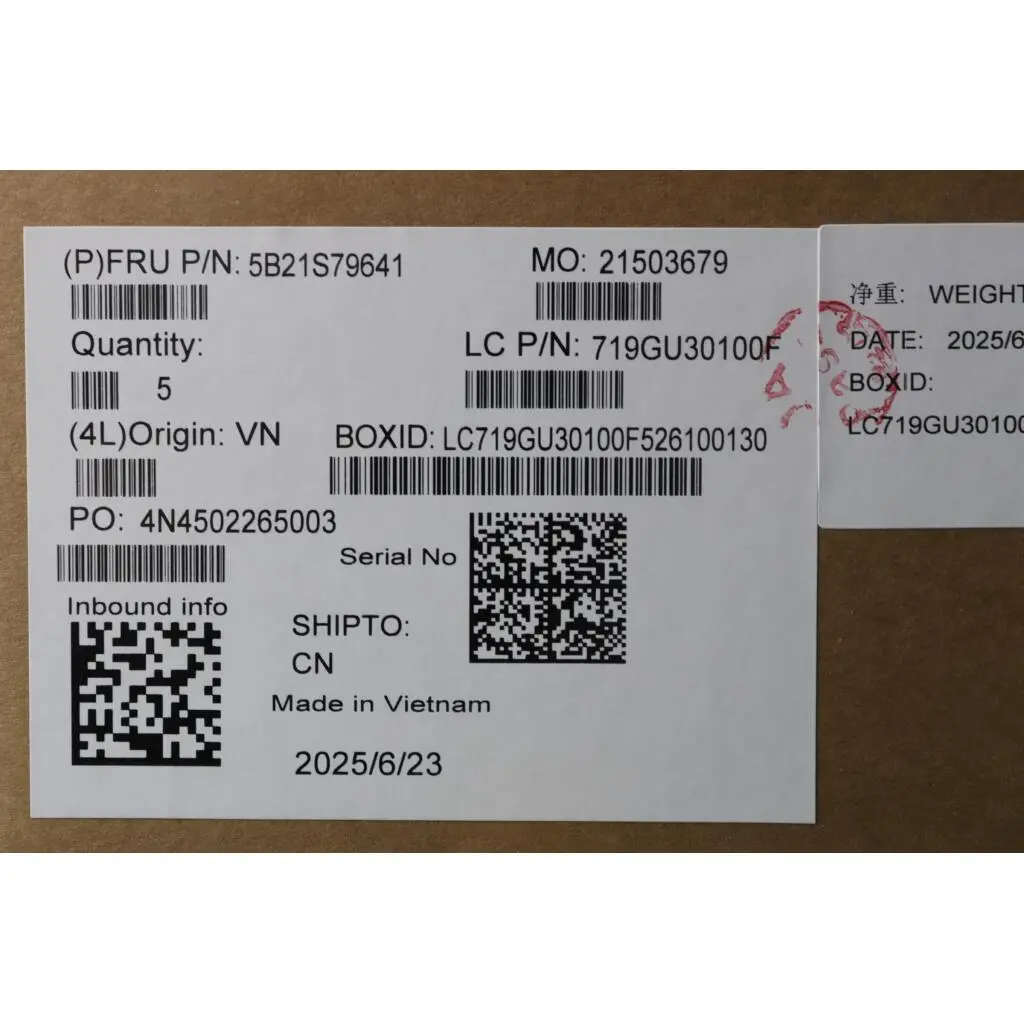 (P)FRU P/N: 5B21S79641
MO: 21503679
Quantity:
5
LC P/N: 719GU30100F
(4L)Origin: VN
BOXID: LC719GU30100F526100130
PO: 4N4502265003
Serial No
Inbound info
SHIPTO:
CN
Made in Vietnam
2025/6/23
净重: WEIGHT
DATE: 2025/6
BOXID:
LC719GU30100